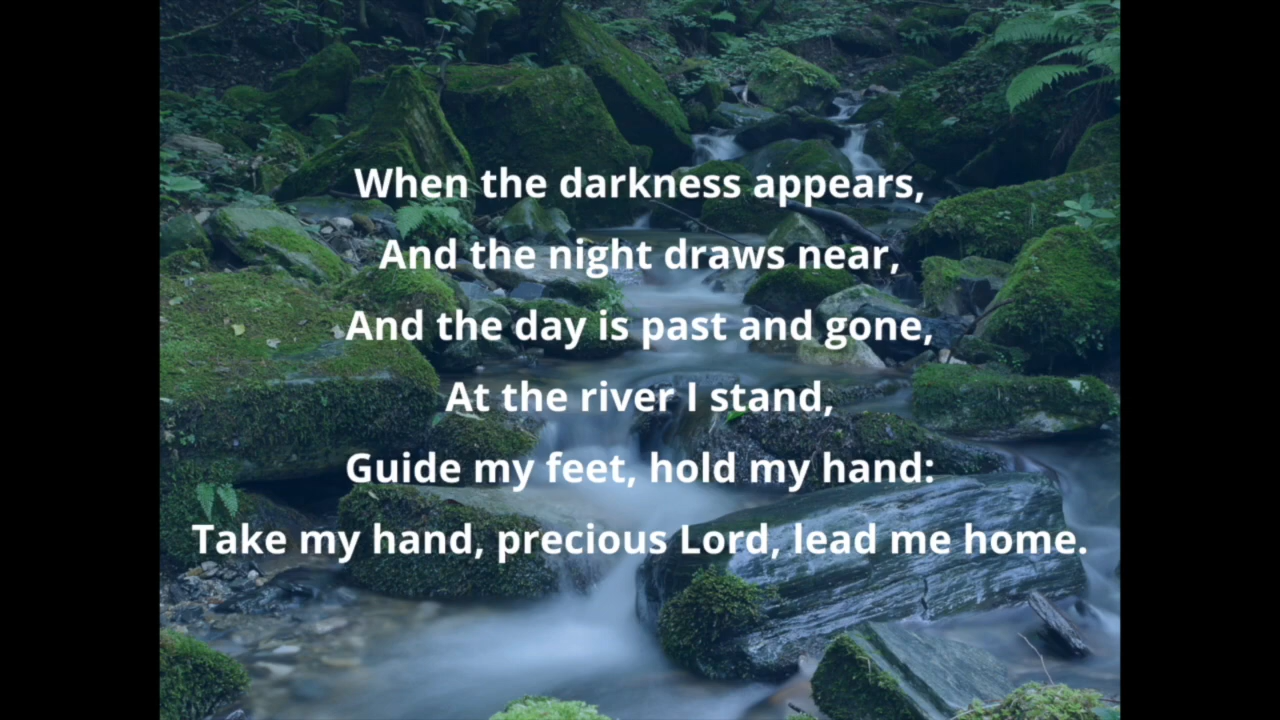 When the darkness appears,
And the night draws near,
And the day is past and gone,
At the river I stand,
Guide my feet, hold my hand:
Take my hand, precious Lord, lead me home.